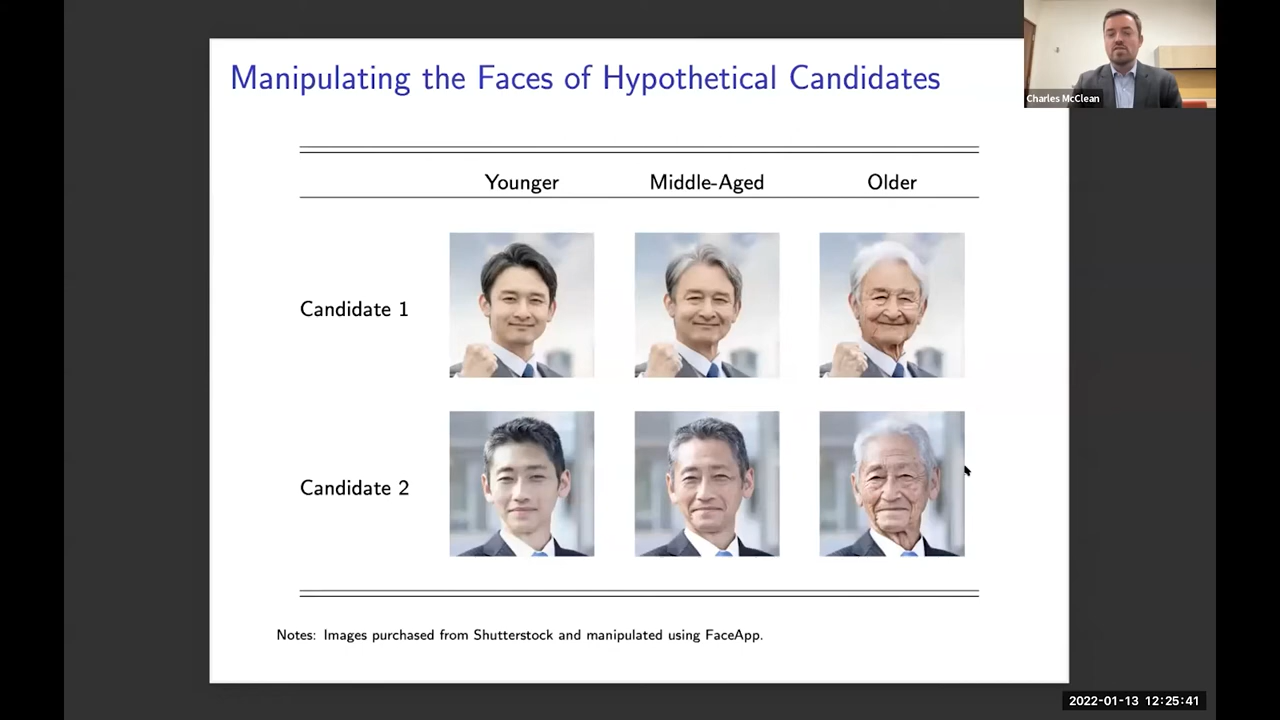 Manipulating the Faces of Hypothetical Candidates
Charles McClean
Younger Middle-Aged Older
Candidate 1
Candidate 2
Notes: Images purchased from Shutterstock and manipulated using FaceApp.
2022-01-13 12:25:41